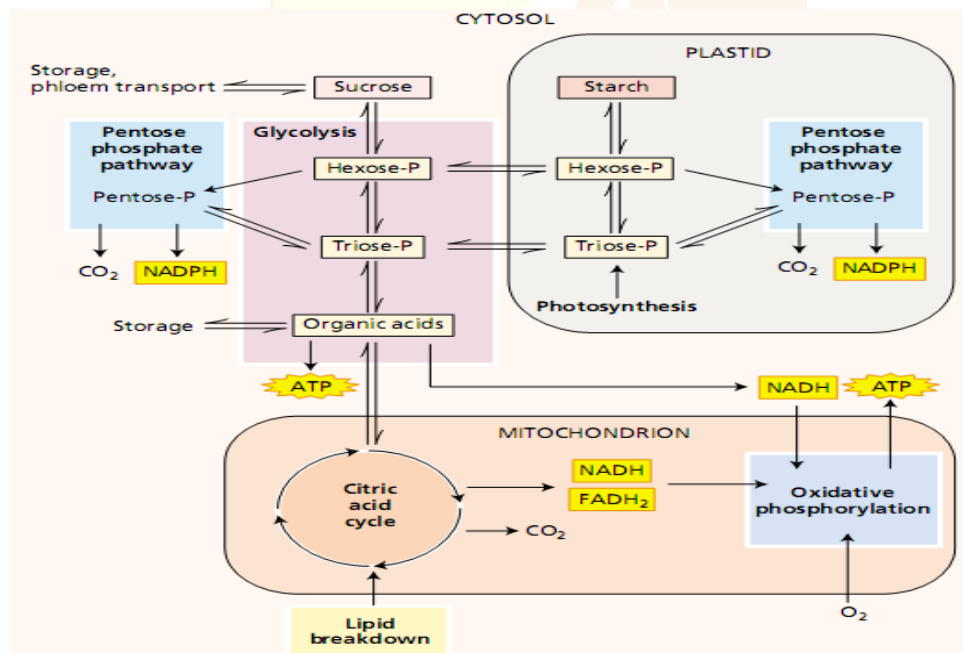 CYTOSOL
PLASTID
Storage,
phloem transport
Sucrose
Starch
Pentose
phosphate
pathway
Glycolysis
Pentose
phosphate
pathway
Hexose-P
Hexose-P
Pentose-P
Pentose-P
Triose-P
Triose-P
CO₂
NADPH
CO₂
NADPH
Photosynthesis
Storage
Organic acids
ATP
NADH
ATP
MITOCHONDRION
Citric
acid
cycle
NADH
FADH₂
CO₂
Oxidative
phosphorylation
O₂
Lipid
breakdown